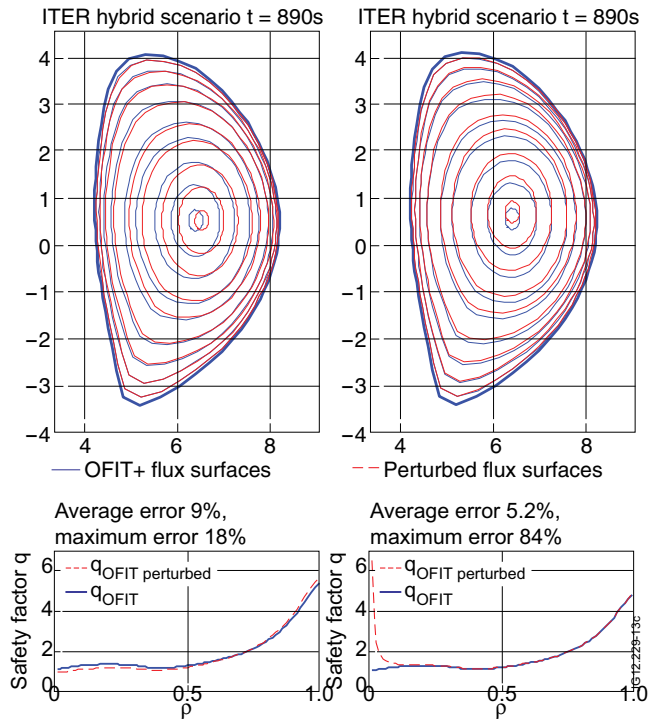 ITER hybrid scenario t = 890s
ITER hybrid scenario t = 890s
4
3
2
1
0
−1
−2
−3
−4
4
6
8
4
3
2
1
0
−1
−2
−3
−4
4
6
8
OFIT+ flux surfaces
Perturbed flux surfaces
Average error 9%,
maximum error 18%
Average error 5.2%,
maximum error 84%
Safety factor q
6
4
2
0
qOFIT perturbed
qOFIT
0
0.5
1.0
ρ
Safety factor q
6
4
2
0
qOFIT perturbed
qOFIT
0
0.5
1.0
ρ
JG12.229-13c